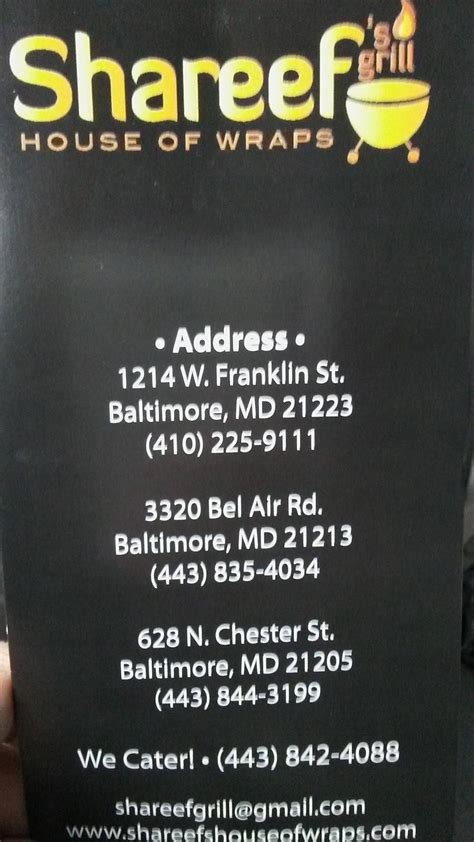 Shareef's grill
HOUSE OF WRAPS
• Address •
1214 W. Franklin St.
Baltimore, MD 21223
(410) 225-9111
3320 Bel Air Rd.
Baltimore, MD 21213
(443) 835-4034
628 N. Chester St.
Baltimore, MD 21205
(443) 844-3199
We Cater! • (443) 842-4088
shareefgrill@gmail.com
www.shareefshouseofwraps.com